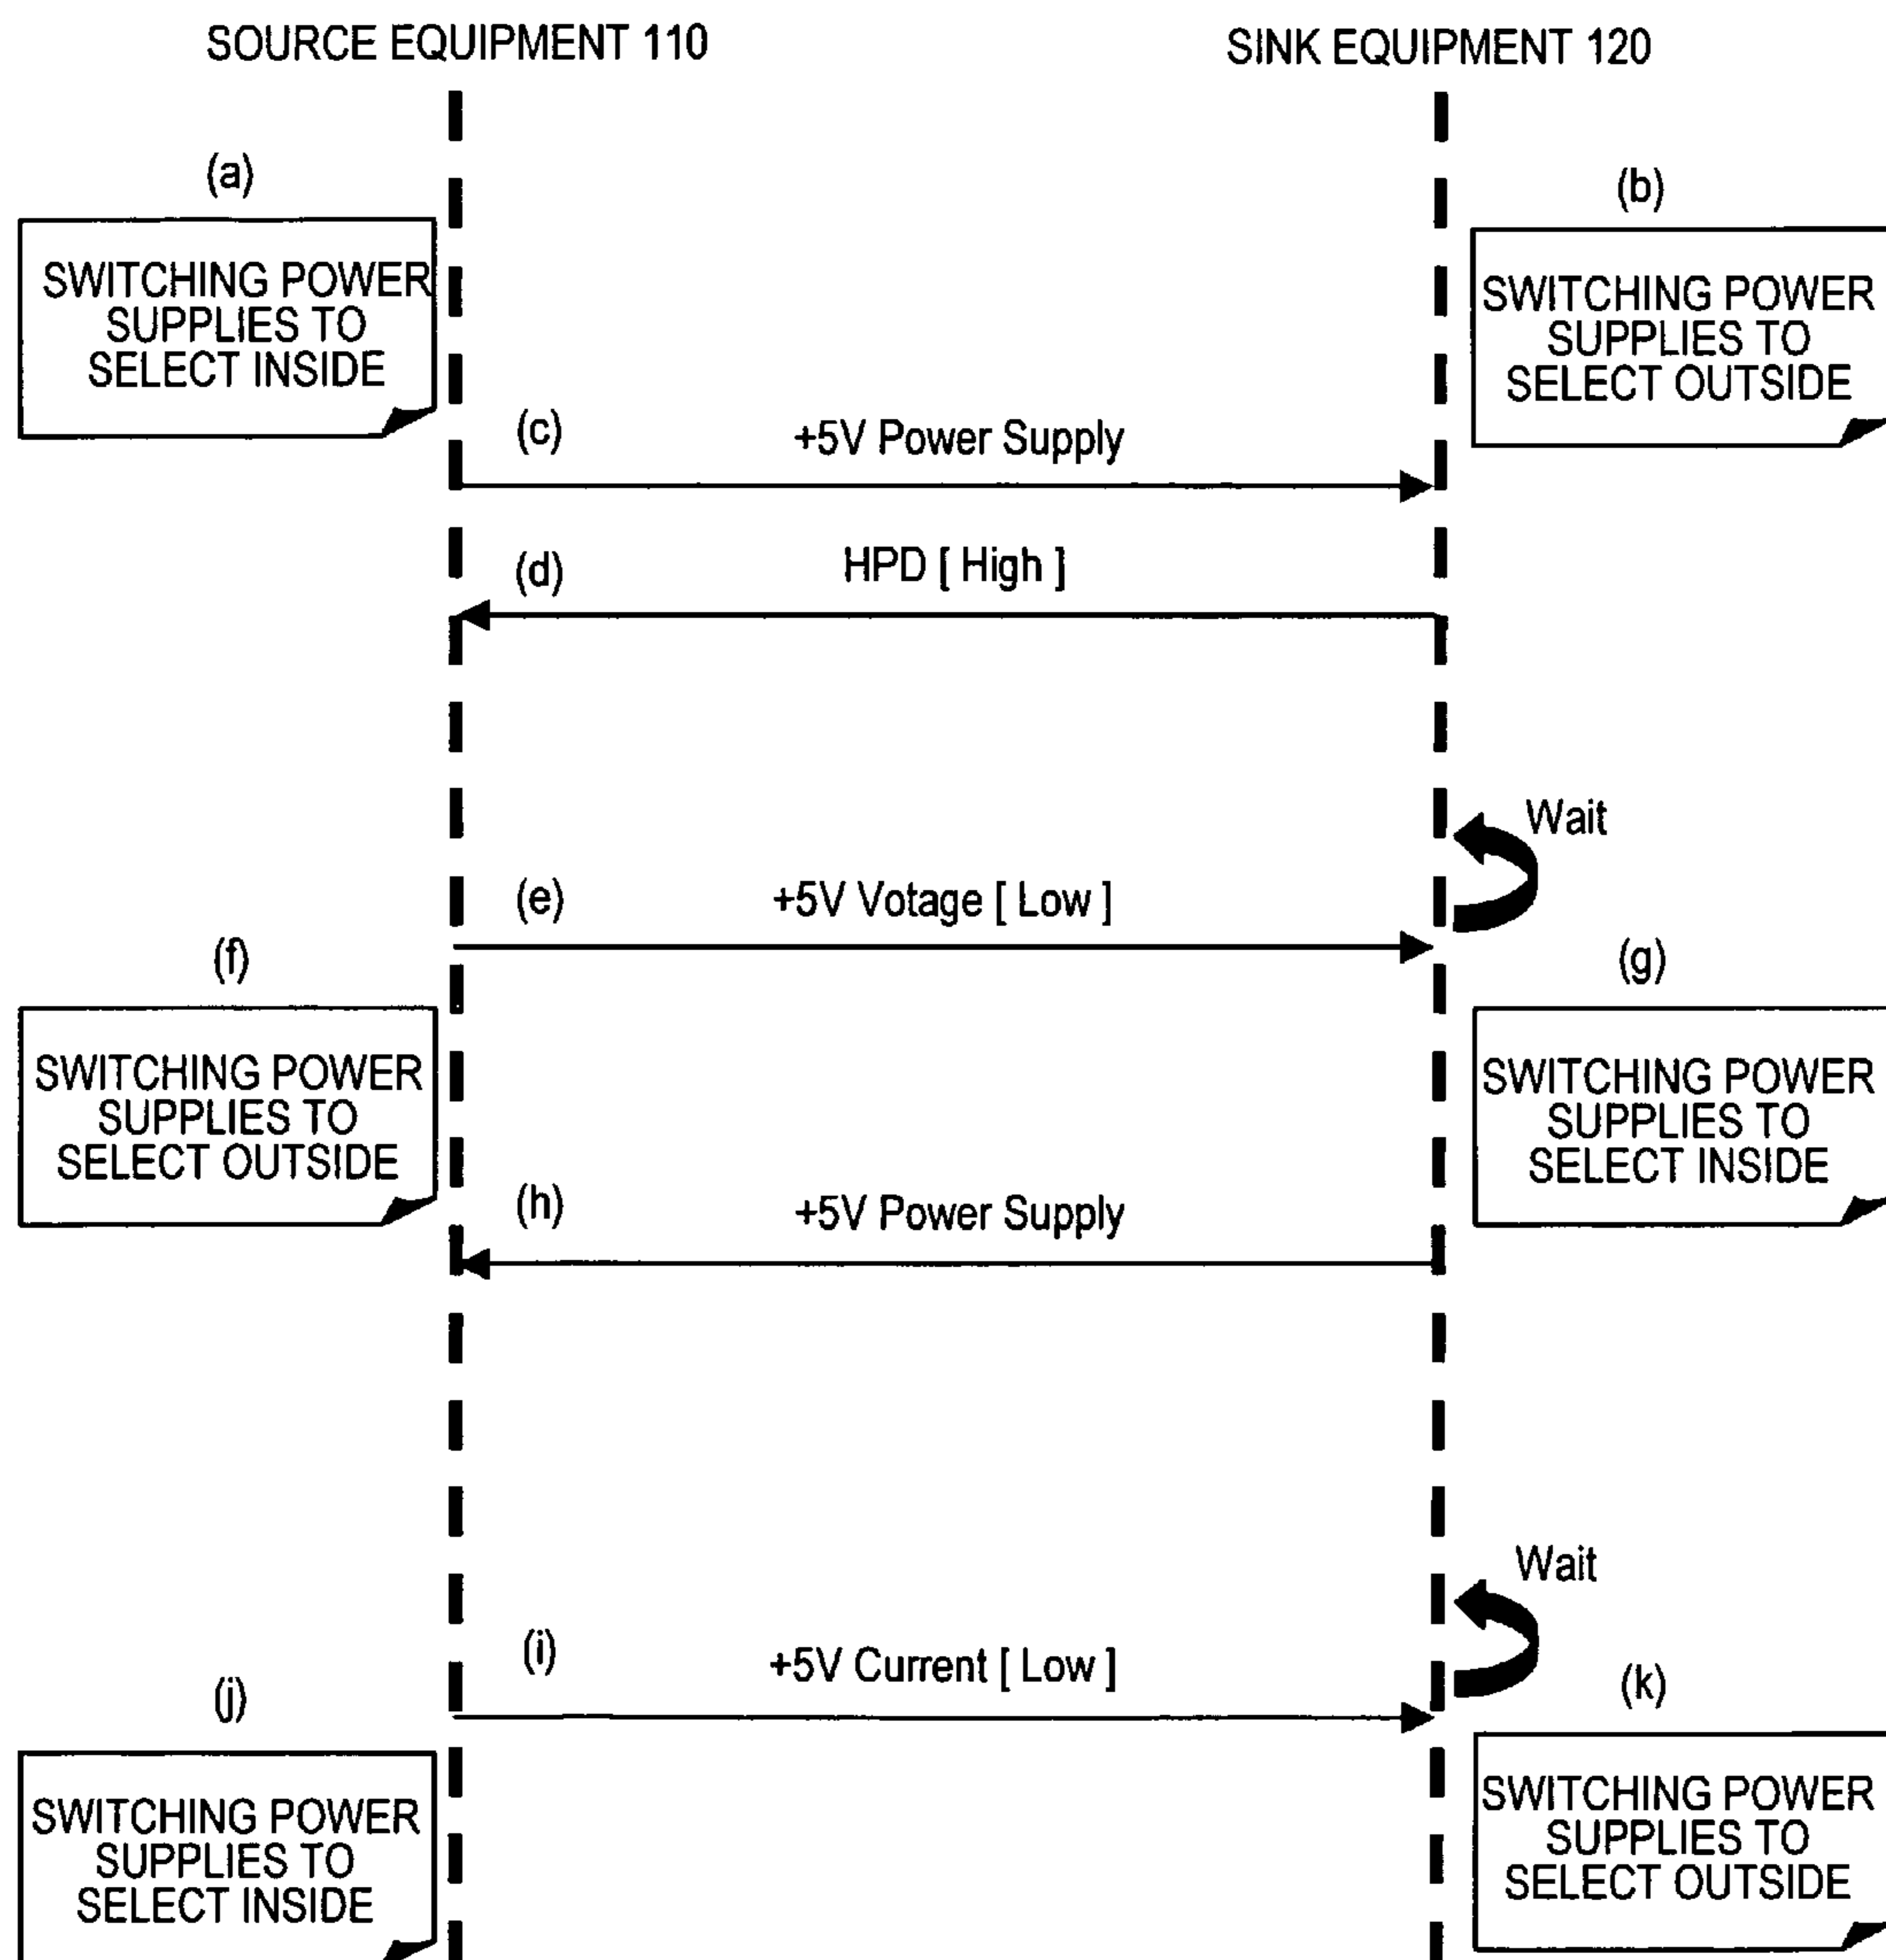 SOURCE EQUIPMENT 110
SINK EQUIPMENT 120
(a)
SWITCHING POWER
SUPPLIES TO
SELECT INSIDE
(b)
SWITCHING POWER
SUPPLIES TO
SELECT OUTSIDE
(c)
+5V Power Supply
(d)
HPD [ High ]
Wait
(e)
+5V Votage [ Low ]
(f)
SWITCHING POWER
SUPPLIES TO
SELECT OUTSIDE
(g)
SWITCHING POWER
SUPPLIES TO
SELECT INSIDE
(h)
+5V Power Supply
Wait
(i)
+5V Current [ Low ]
(j)
SWITCHING POWER
SUPPLIES TO
SELECT INSIDE
(k)
SWITCHING POWER
SUPPLIES TO
SELECT OUTSIDE